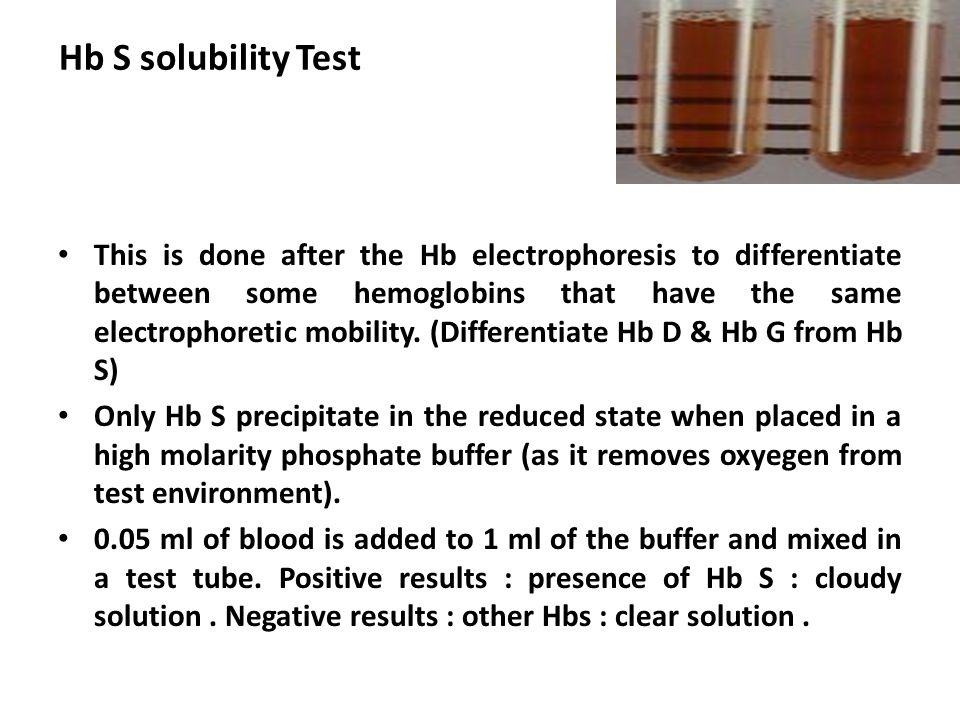 Hb S solubility Test
• This is done after the Hb electrophoresis to differentiate
between some hemoglobins that have the same
electrophoretic mobility. (Differentiate Hb D & Hb G from Hb
S)
• Only Hb S precipitate in the reduced state when placed in a
high molarity phosphate buffer (as it removes oxyegen from
test environment).
• 0.05 ml of blood is added to 1 ml of the buffer and mixed in
a test tube. Positive results : presence of Hb S : cloudy
solution . Negative results : other Hbs : clear solution .